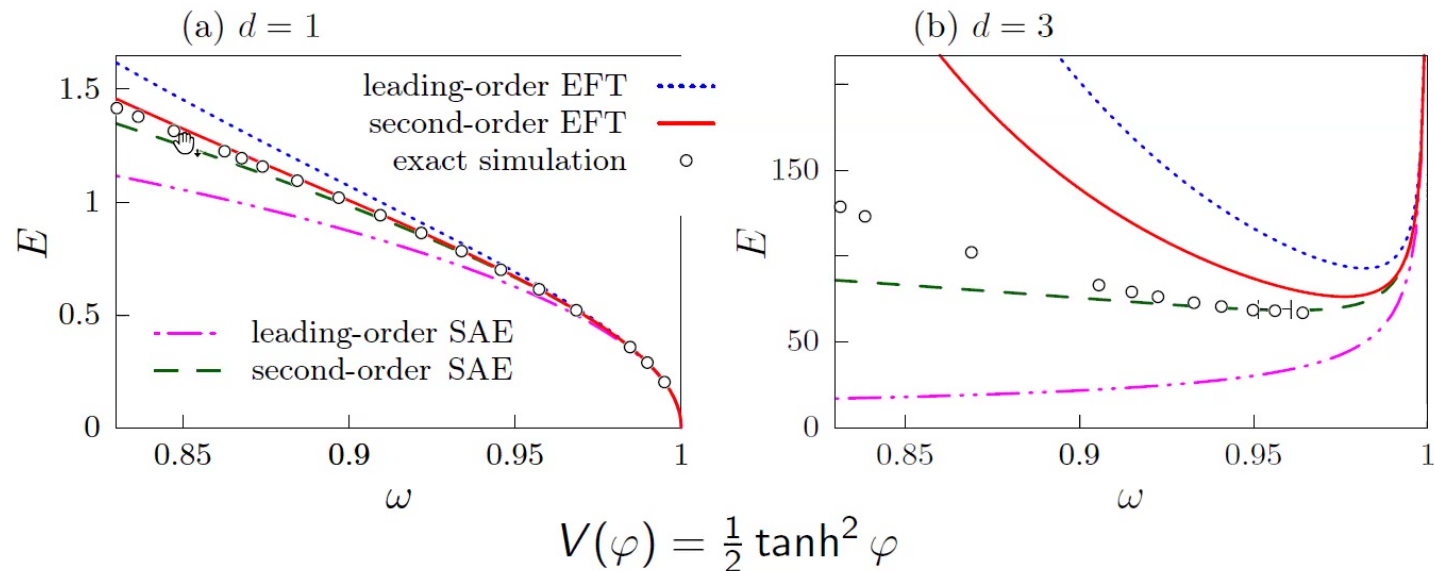 (a) d = 1
(b) d = 3
leading-order EFT
second-order EFT
exact simulation
leading-order SAE
second-order SAE
E
1.5
1
0.5
0
0.85
0.9
0.95
1
ω
E
150
50
0
0.85
0.9
0.95
1
ω
V(φ) = ½ tanh² φ